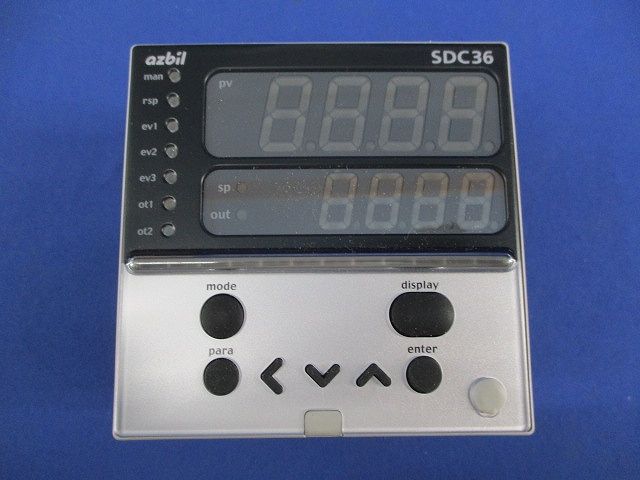 azbil SDC36
man
rsp
ev1
ev2
ev3
ot1
ot2
pv
sp
out
mode display
para enter